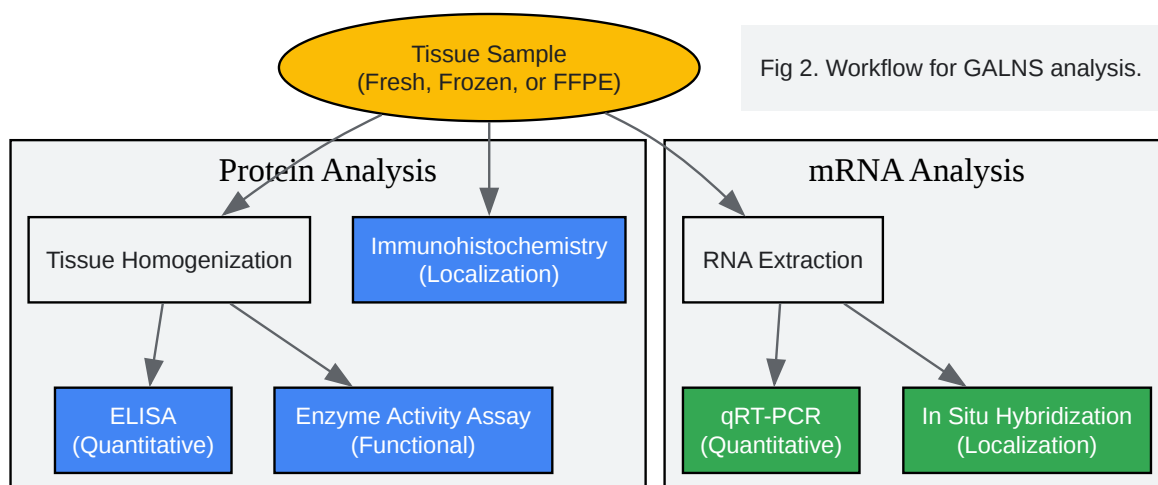 Tissue Sample
(Fresh, Frozen, or FFPE)
Fig 2. Workflow for GALNS analysis.
Protein Analysis
mRNA Analysis
Tissue Homogenization
Immunohistochemistry
(Localization)
RNA Extraction
ELISA
(Quantitative)
Enzyme Activity Assay
(Functional)
qRT-PCR
(Quantitative)
In Situ Hybridization
(Localization)